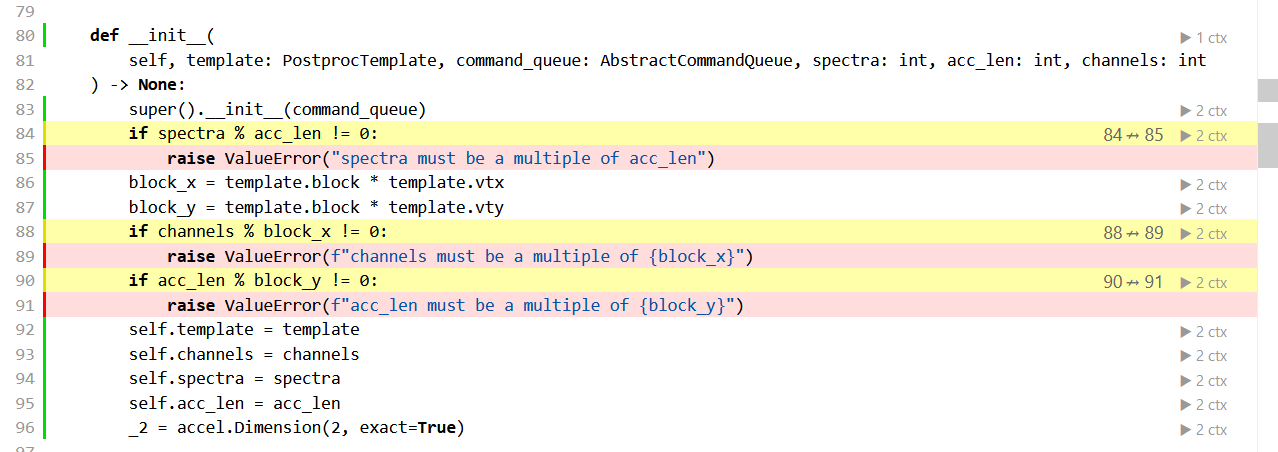 79
80 def __init__( ▶ 1 ctx
81 self, template: PostprocTemplate, command_queue: AbstractCommandQueue, spectra: int, acc_len: int, channels: int
82 ) -> None:
83 super().__init__(command_queue) ▶ 2 ctx
84 if spectra % acc_len != 0: 84 ↛ 85 ▶ 2 ctx
85 raise ValueError("spectra must be a multiple of acc_len")
86 block_x = template.block * template.vtx ▶ 2 ctx
87 block_y = template.block * template.vty ▶ 2 ctx
88 if channels % block_x != 0: 88 ↛ 89 ▶ 2 ctx
89 raise ValueError(f"channels must be a multiple of {block_x}")
90 if acc_len % block_y != 0: 90 ↛ 91 ▶ 2 ctx
91 raise ValueError(f"acc_len must be a multiple of {block_y}")
92 self.template = template ▶ 2 ctx
93 self.channels = channels ▶ 2 ctx
94 self.spectra = spectra ▶ 2 ctx
95 self.acc_len = acc_len ▶ 2 ctx
96 _2 = accel.Dimension(2, exact=True) ▶ 2 ctx
97